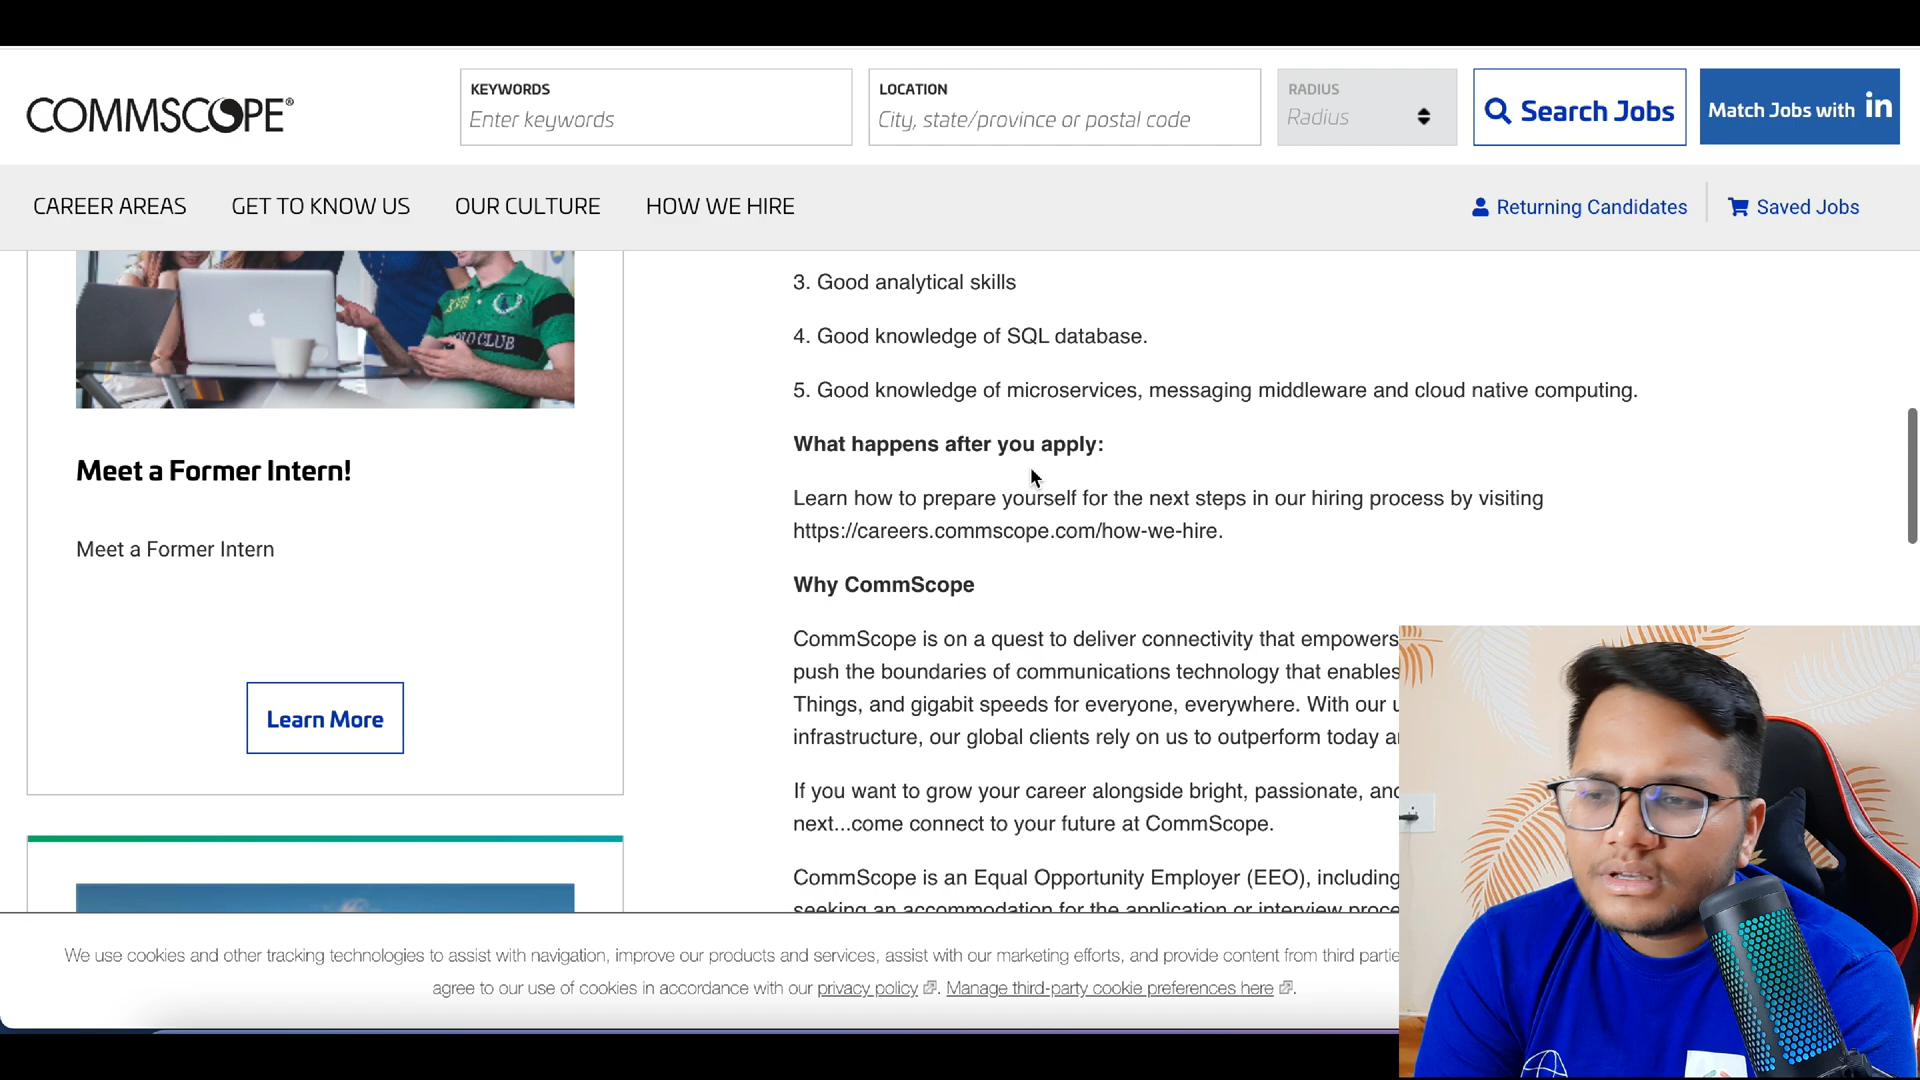 COMMSCOPE®
KEYWORDS
Enter keywords
LOCATION
City, state/province or postal code
RADIUS
Radius
Search Jobs
Match Jobs with in
CAREER AREAS
GET TO KNOW US
OUR CULTURE
HOW WE HIRE
Returning Candidates
Saved Jobs
POLO CLUB
Meet a Former Intern!
Meet a Former Intern
Learn More
3. Good analytical skills
4. Good knowledge of SQL database.
5. Good knowledge of microservices, messaging middleware and cloud native computing.
What happens after you apply:
Learn how to prepare yourself for the next steps in our hiring process by visiting
https://careers.commscope.com/how-we-hire.
Why CommScope
CommScope is on a quest to deliver connectivity that empowers
push the boundaries of communications technology that enables
Things, and gigabit speeds for everyone, everywhere. With our
infrastructure, our global clients rely on us to outperform today
If you want to grow your career alongside bright, passionate,
next...come connect to your future at CommScope.
CommScope is an Equal Opportunity Employer (EEO), including
seeking an accommodation for the application or interview
We use cookies and other tracking technologies to assist with navigation, improve our products and services, assist with our marketing efforts, and provide content from third
agree to our use of cookies in accordance with our privacy policy. Manage third-party cookie preferences here.